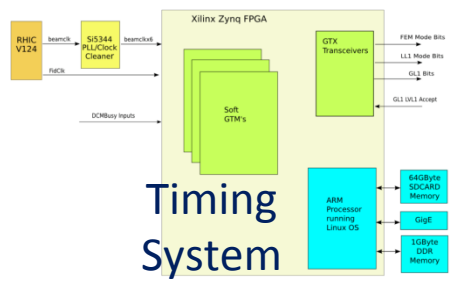 Xilinx Zynq FPGA
RHIC
V124
beamclk
Si5344
PLL/Clock
Cleaner
beamclkx6
FidClk
DCMBusy Inputs
Soft
GTM's
GTX
Transceivers
FEM Mode Bits
LL1 Mode Bits
GL1 Bits
GL1 LVL1 Accept
ARM
Processor
running
Linux OS
64GByte
SDCARD
Memory
GigE
1GByte
DDR
Memory
Timing
System